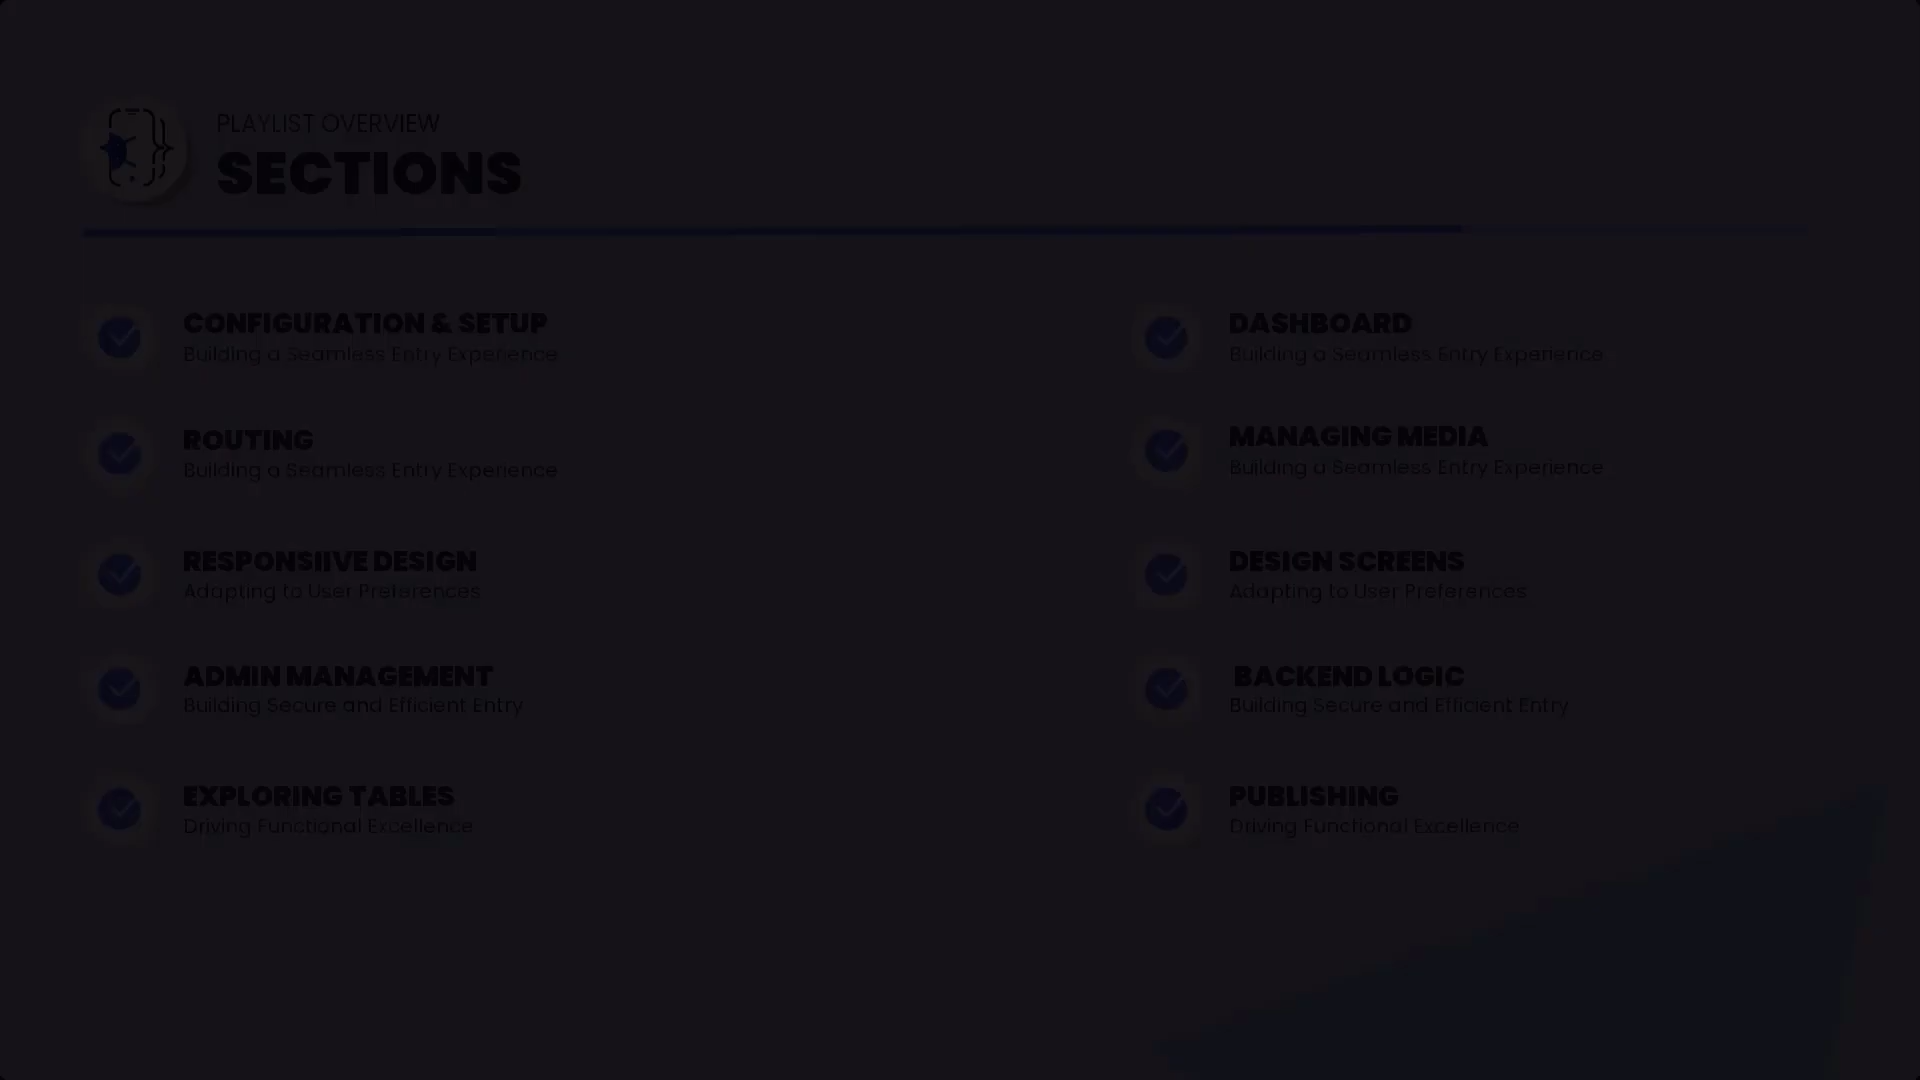 PLAYLIST OVERVIEW
SECTIONS
CONFIGURATION & SETUP
Building a Seamless Entry Experience
ROUTING
Building a Seamless Entry Experience
RESPONSIIVE DESIGN
Adapting to User Preferences
ADMIN MANAGEMENT
Building Secure and Efficient Entry
EXPLORING TABLES
Driving Functional Excellence
DASHBOARD
Building a Seamless Entry Experience
MANAGING MEDIA
Building a Seamless Entry Experience
DESIGN SCREENS
Adapting to User Preferences
BACKEND LOGIC
Building Secure and Efficient Entry
PUBLISHING
Driving Functional Excellence